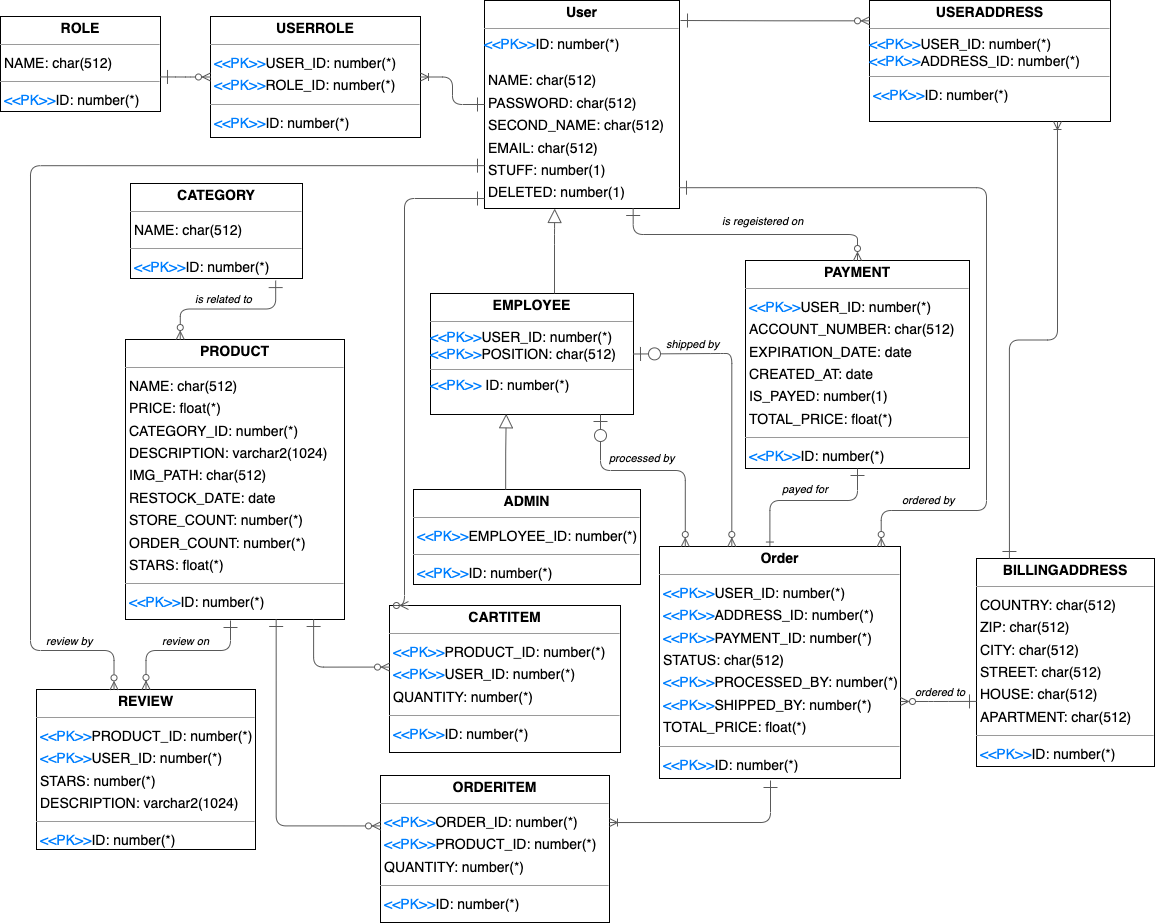 ROLE
NAME: char(512)
<<PK>>ID: number(*)
USERROLE
<<PK>>USER_ID: number(*)
<<PK>>ROLE_ID: number(*)
<<PK>>ID: number(*)
User
<<PK>>ID: number(*)
NAME: char(512)
PASSWORD: char(512)
SECOND_NAME: char(512)
EMAIL: char(512)
STUFF: number(1)
DELETED: number(1)
USERADDRESS
<<PK>>USER_ID: number(*)
<<PK>>ADDRESS_ID: number(*)
<<PK>>ID: number(*)
CATEGORY
NAME: char(512)
<<PK>>ID: number(*)
is related to
is regeistered on
PRODUCT
NAME: char(512)
PRICE: float(*)
CATEGORY_ID: number(*)
DESCRIPTION: varchar2(1024)
IMG_PATH: char(512)
RESTOCK_DATE: date
STORE_COUNT: number(*)
ORDER_COUNT: number(*)
STARS: float(*)
<<PK>>ID: number(*)
EMPLOYEE
<<PK>>USER_ID: number(*)
<<PK>>POSITION: char(512)
<<PK>> ID: number(*)
shipped by
processed by
PAYMENT
<<PK>>USER_ID: number(*)
ACCOUNT_NUMBER: char(512)
EXPIRATION_DATE: date
CREATED_AT: date
IS_PAYED: number(1)
TOTAL_PRICE: float(*)
<<PK>>ID: number(*)
payed for
ordered by
ADMIN
<<PK>>EMPLOYEE_ID: number(*)
<<PK>>ID: number(*)
CARTITEM
<<PK>>PRODUCT_ID: number(*)
<<PK>>USER_ID: number(*)
QUANTITY: number(*)
<<PK>>ID: number(*)
Order
<<PK>>USER_ID: number(*)
<<PK>>ADDRESS_ID: number(*)
<<PK>>PAYMENT_ID: number(*)
STATUS: char(512)
<<PK>>PROCESSED_BY: number(*)
<<PK>>SHIPPED_BY: number(*)
TOTAL_PRICE: float(*)
<<PK>>ID: number(*)
ordered to
BILLINGADDRESS
COUNTRY: char(512)
ZIP: char(512)
CITY: char(512)
STREET: char(512)
HOUSE: char(512)
APARTMENT: char(512)
<<PK>>ID: number(*)
review by
review on
REVIEW
<<PK>>PRODUCT_ID: number(*)
<<PK>>USER_ID: number(*)
STARS: number(*)
DESCRIPTION: varchar2(1024)
<<PK>>ID: number(*)
ORDERITEM
<<PK>>ORDER_ID: number(*)
<<PK>>PRODUCT_ID: number(*)
QUANTITY: number(*)
<<PK>>ID: number(*)